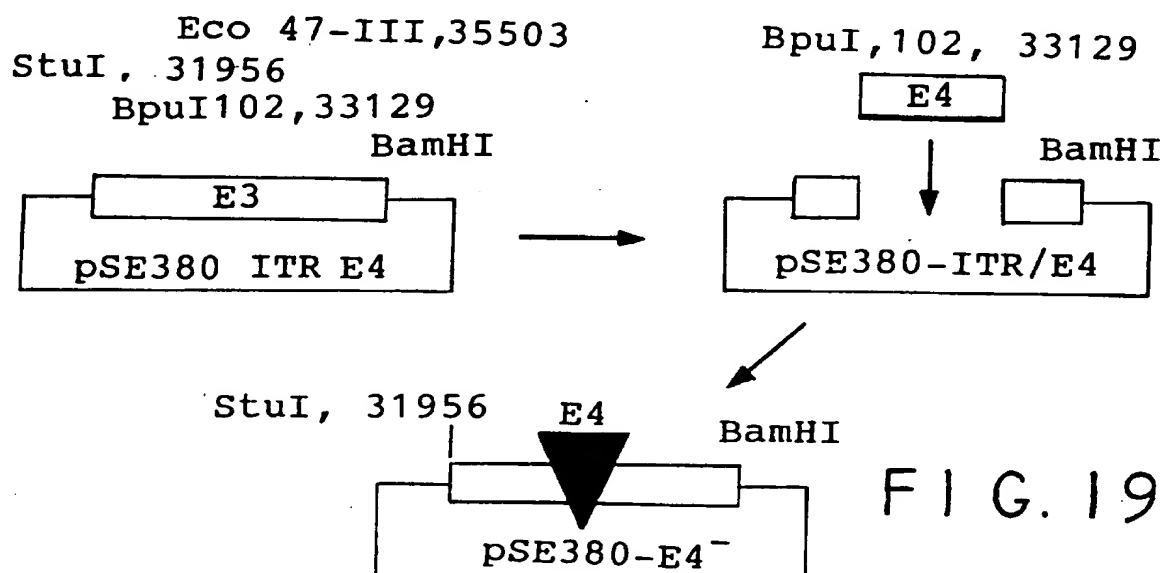 Eco 47-III,35503
StuI, 31956
BpuI102,33129
BamHI
E3
pSE380 ITR E4
BpuI,102, 33129
E4
BamHI
pSE380-ITR/E4
StuI, 31956
E4
BamHI
pSE380-E4⁻
FIG. 19